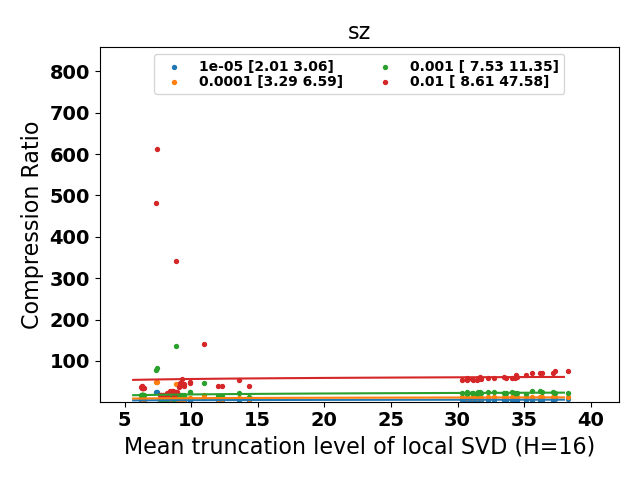 sz
1e-05 [2.01 3.06]
0.0001 [3.29 6.59]
0.001 [ 7.53 11.35]
0.01 [ 8.61 47.58]
Compression Ratio
800
700
600
500
400
300
200
100
5 10 15 20 25 30 35 40
Mean truncation level of local SVD (H=16)